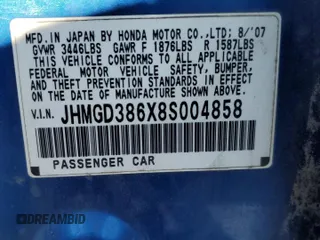 MFD. IN JAPAN BY HONDA MOTOR CO.,LTD; 8/'07
GVWR 3446LBS GAWR F 1876LBS R 1587LBS
THIS VEHICLE CONFORMS TO ALL APPLICABLE
FEDERAL MOTOR VEHICLE SAFETY, BUMPER,
AND THEFT PREVENTION STANDARDS IN EFFECT
ON THE DATE OF MANUFACTURE SHOWN ABOVE.
V.I.N. JHMGD386X8S004858
PASSENGER CAR
© DREAMBID